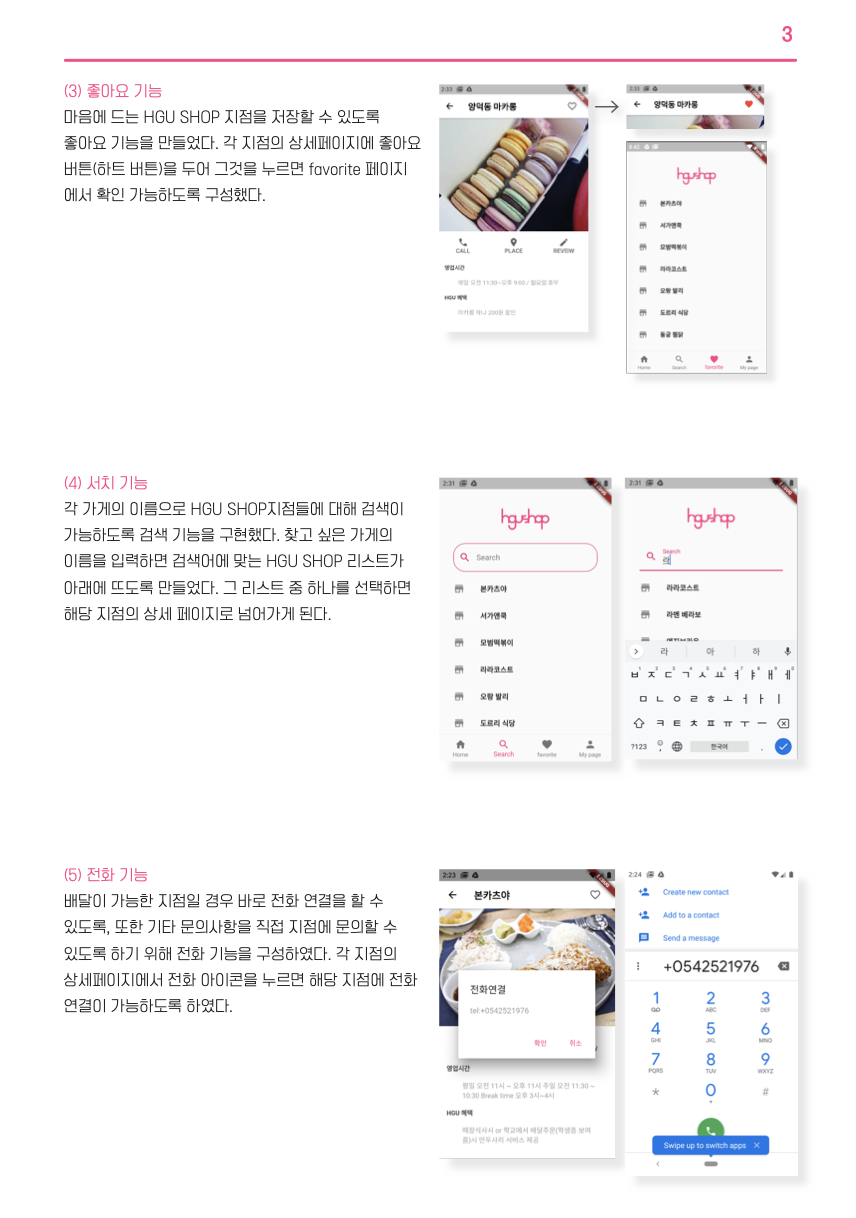 3
(3) 좋아요 기능
마음에 드는 HGU SHOP 지점을 저장할 수 있도록
좋아요 기능을 만들었다. 각 지점의 상세페이지에 좋아요
버튼(하트 버튼)을 두어 그것을 누르면 favorite 페이지
에서 확인 가능하도록 구성했다.
2:33
양덕동 마카롱
CALL PLACE REVIEW
영업시간
매일 오전 11:30~오후 9:00 / 월요일 휴무
HGU 혜택
마카롱 하나 200원 할인
2:33
양덕동 마카롱
hgushop
본카츠야
서가앤쿡
모범떡볶이
라라코스트
오랑 발리
도르리 식당
동궁 찜닭
Home Search favorite My page
(4) 서치 기능
각 가게의 이름으로 HGU SHOP지점들에 대해 검색이
가능하도록 검색 기능을 구현했다. 찾고 싶은 가게의
이름을 입력하면 검색어에 맞는 HGU SHOP 리스트가
아래에 뜨도록 만들었다. 그 리스트 중 하나를 선택하면
해당 지점의 상세 페이지로 넘어가게 된다.
2:31
hgushop
Search
본카츠야
서가앤쿡
모범떡볶이
라라코스트
오랑 발리
도르리 식당
Home Search favorite My page
2:31
hgushop
Search
라
라라코스트
라멘 베라보
라 아 하
ㅂ ㅈ ㄷ ㄱ ㅅ ㅛ ㅕ ㅑ ㅐ ㅔ
ㅁ ㄴ ㅇ ㄹ ㅎ ㅗ ㅓ ㅏ ㅣ
ㅋ ㅌ ㅊ ㅍ ㅠ ㅜ ㅡ
?123 , 한국어 .
(5) 전화 기능
배달이 가능한 지점일 경우 바로 전화 연결을 할 수
있도록, 또한 기타 문의사항을 직접 지점에 문의할 수
있도록 하기 위해 전화 기능을 구성하였다. 각 지점의
상세페이지에서 전화 아이콘을 누르면 해당 지점에 전화
연결이 가능하도록 하였다.
2:23
본카츠야
전화연결
tel:+0542521976
확인 취소
영업시간
평일 오전 11시 ~ 오후 11시 주일 오전 11:30 ~
10:30 Break time 오후 3시~4시
HGU 혜택
매장식사시 or 학교에서 배달주문(학생증 보여
줌)시 만두사리 서비스 제공
2:24
Create new contact
Add to a contact
Send a message
+0542521976
1 2 3
ABC DEF
4 5 6
GHI JKL MNO
7 8 9
PQRS TUV WXYZ
* 0 #
+
Swipe up to switch apps ×